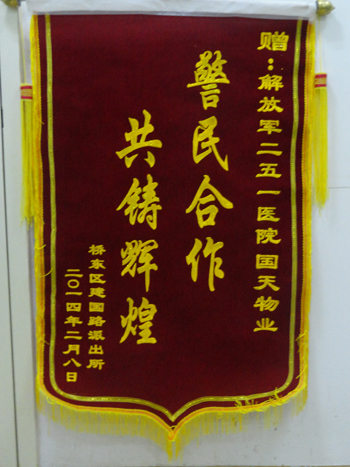 赠：解放军二五一医院国天物业
警民合作
共铸辉煌
桥东区建国路派出所
二〇一四年二月八日